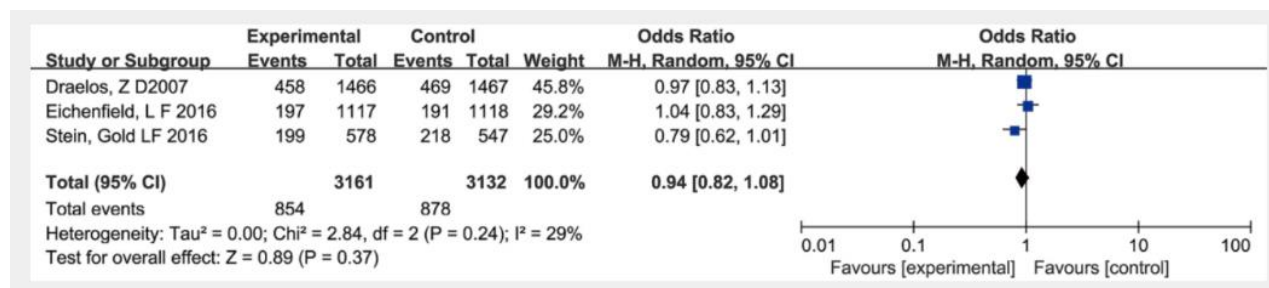 Experimental Control Odds Ratio Odds Ratio
Study or Subgroup Events Total Events Total Weight M-H, Random, 95% CI M-H, Random, 95% CI
Draelos, Z D2007 458 1466 469 1467 45.8% 0.97 [0.83, 1.13]
Eichenfield, L F 2016 197 1117 191 1118 29.2% 1.04 [0.83, 1.29]
Stein, Gold LF 2016 199 578 218 547 25.0% 0.79 [0.62, 1.01]
Total (95% CI) 3161 3132 100.0% 0.94 [0.82, 1.08]
Total events 854 878
Heterogeneity: Tau² = 0.00; Chi² = 2.84, df = 2 (P = 0.24); I² = 29%
Test for overall effect: Z = 0.89 (P = 0.37)
0.01 0.1 1 10 100
Favours [experimental] Favours [control]